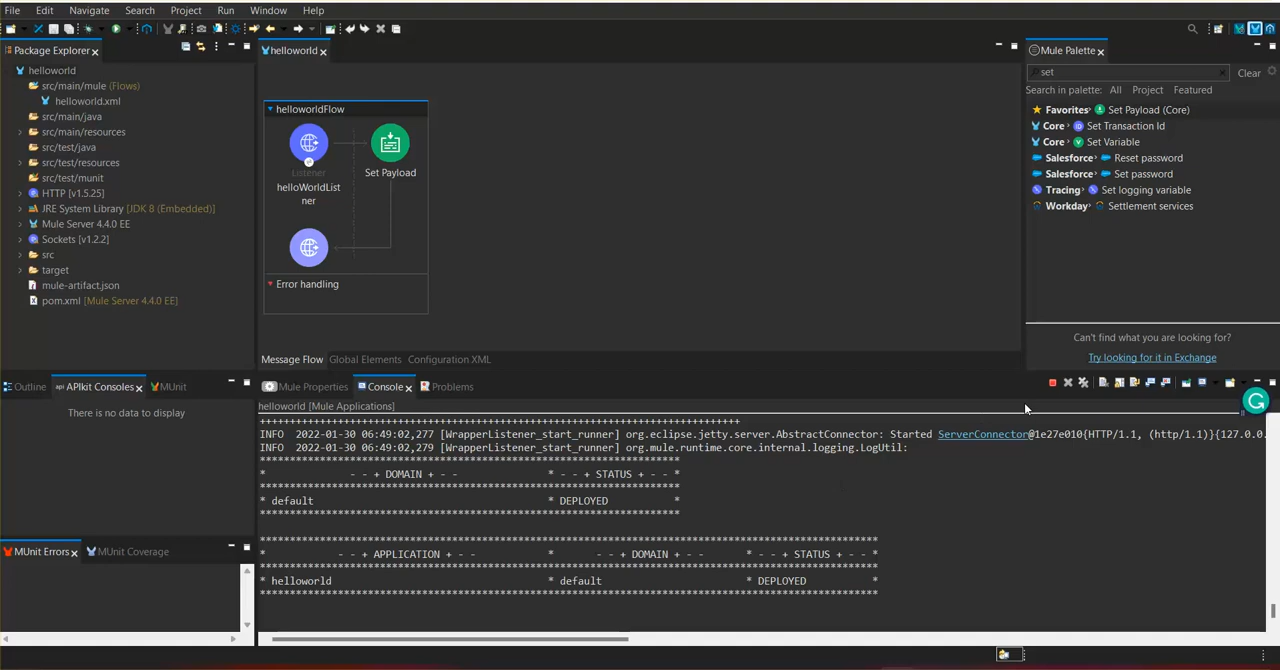 File Edit Navigate Search Project Run Window Help
Package Explorer
helloworld
src/main/mule (Flows)
helloworld.xml
src/main/java
src/main/resources
src/test/java
src/test/resources
src/test/munit
HTTP [v1.5.25]
JRE System Library [JDK 8 (Embedded)]
Mule Server 4.4.0 EE
Sockets [v1.2.2]
src
target
mule-artifact.json
pom.xml [Mule Server 4.4.0 EE]
helloworld
helloworldFlow
Listener
helloWorldList
ner
Set Payload
Error handling
Message Flow Global Elements Configuration XML
Mule Palette
set
Clear
Search in palette: All Project Featured
Favorites Set Payload (Core)
Core Set Transaction Id
Core Set Variable
Salesforce Reset password
Salesforce Set password
Tracing Set logging variable
Workday Settlement services
Can't find what you are looking for?
Try looking for it in Exchange
Outline APIkit Consoles MUnit
There is no data to display
MUnit Errors MUnit Coverage
Mule Properties Console Problems
helloworld [Mule Applications]
INFO 2022-01-30 06:49:02,277 [WrapperListener_start_runner] org.eclipse.jetty.server.AbstractConnector: Started ServerConnector@1e27e010{HTTP/1.1, (http/1.1)}{127.0.0.
INFO 2022-01-30 06:49:02,279 [WrapperListener_start_runner] org.mule.runtime.core.internal.logging.LogUtil:
* - - + DOMAIN + - - * - - + STATUS + - - *
* default * DEPLOYED *
* - - + APPLICATION + - - * - - + DOMAIN + - - * - - + STATUS + - - *
* helloworld * default * DEPLOYED *